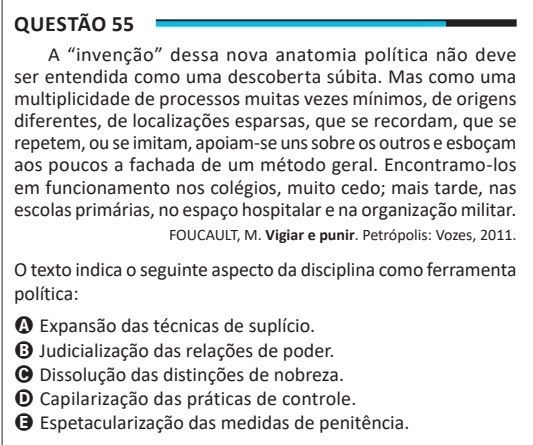 QUESTÃO 55
A “invenção” dessa nova anatomia política não deve
ser entendida como uma descoberta súbita. Mas como uma
multiplicidade de processos muitas vezes mínimos, de origens
diferentes, de localizações esparsas, que se recordam, que se
repetem, ou se imitam, apoiam-se uns sobre os outros e esboçam
aos poucos a fachada de um método geral. Encontramo-los
em funcionamento nos colégios, muito cedo; mais tarde, nas
escolas primárias, no espaço hospitalar e na organização militar.
FOUCAULT, M. Vigiar e punir. Petrópolis: Vozes, 2011.
O texto indica o seguinte aspecto da disciplina como ferramenta
política:
A Expansão das técnicas de suplício.
B Judicialização das relações de poder.
C Dissolução das distinções de nobreza.
D Capilarização das práticas de controle.
E Espetacularização das medidas de penitência.